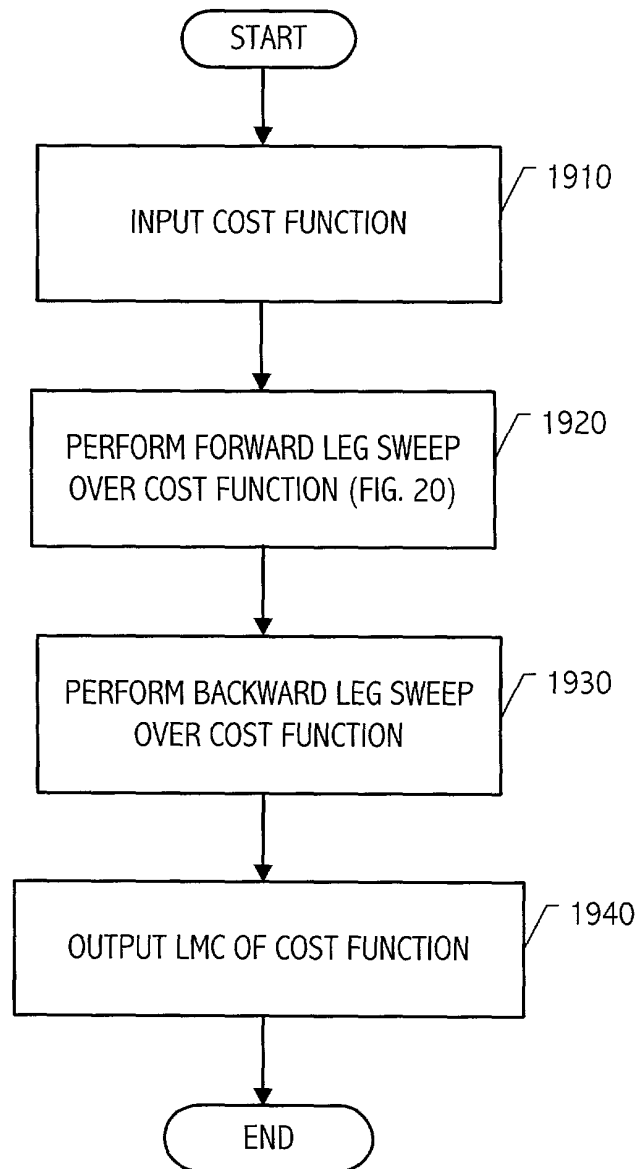 START
INPUT COST FUNCTION
1910
PERFORM FORWARD LEG SWEEP
OVER COST FUNCTION (FIG. 20)
1920
PERFORM BACKWARD LEG SWEEP
OVER COST FUNCTION
1930
OUTPUT LMC OF COST FUNCTION
1940
END